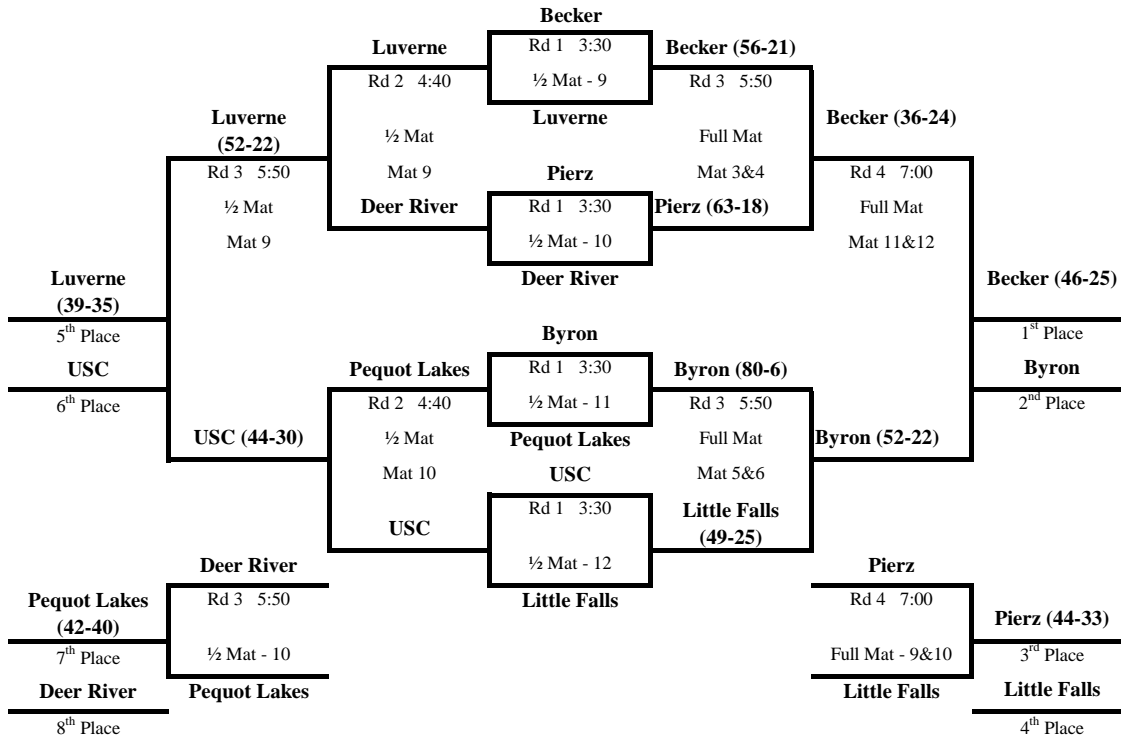 Becker
Luverne
Rd 1 3:30
Becker (56-21)
Rd 2 4:40
½ Mat - 9
Rd 3 5:50
Luverne
(52-22)
½ Mat
Luverne
Full Mat
Becker (36-24)
Rd 3 5:50
Mat 9
Pierz
Mat 3&4
Rd 4 7:00
½ Mat
Deer River
Rd 1 3:30
Pierz (63-18)
Full Mat
Mat 9
½ Mat - 10
Mat 11&12
Luverne
(39-35)
Deer River
Becker (46-25)
5th Place
Byron
1st Place
USC
Pequot Lakes
Rd 1 3:30
Byron (80-6)
Byron
6th Place
Rd 2 4:40
½ Mat - 11
Rd 3 5:50
2nd Place
USC (44-30)
½ Mat
Pequot Lakes
Full Mat
Byron (52-22)
Mat 10
USC
Mat 5&6
USC
Rd 1 3:30
Little Falls
(49-25)
½ Mat - 12
Deer River
Little Falls
Pierz
Pequot Lakes
(42-40)
Rd 3 5:50
Rd 4 7:00
Pierz (44-33)
7th Place
½ Mat - 10
Full Mat - 9&10
3rd Place
Deer River
Pequot Lakes
Little Falls
Little Falls
8th Place
4th Place